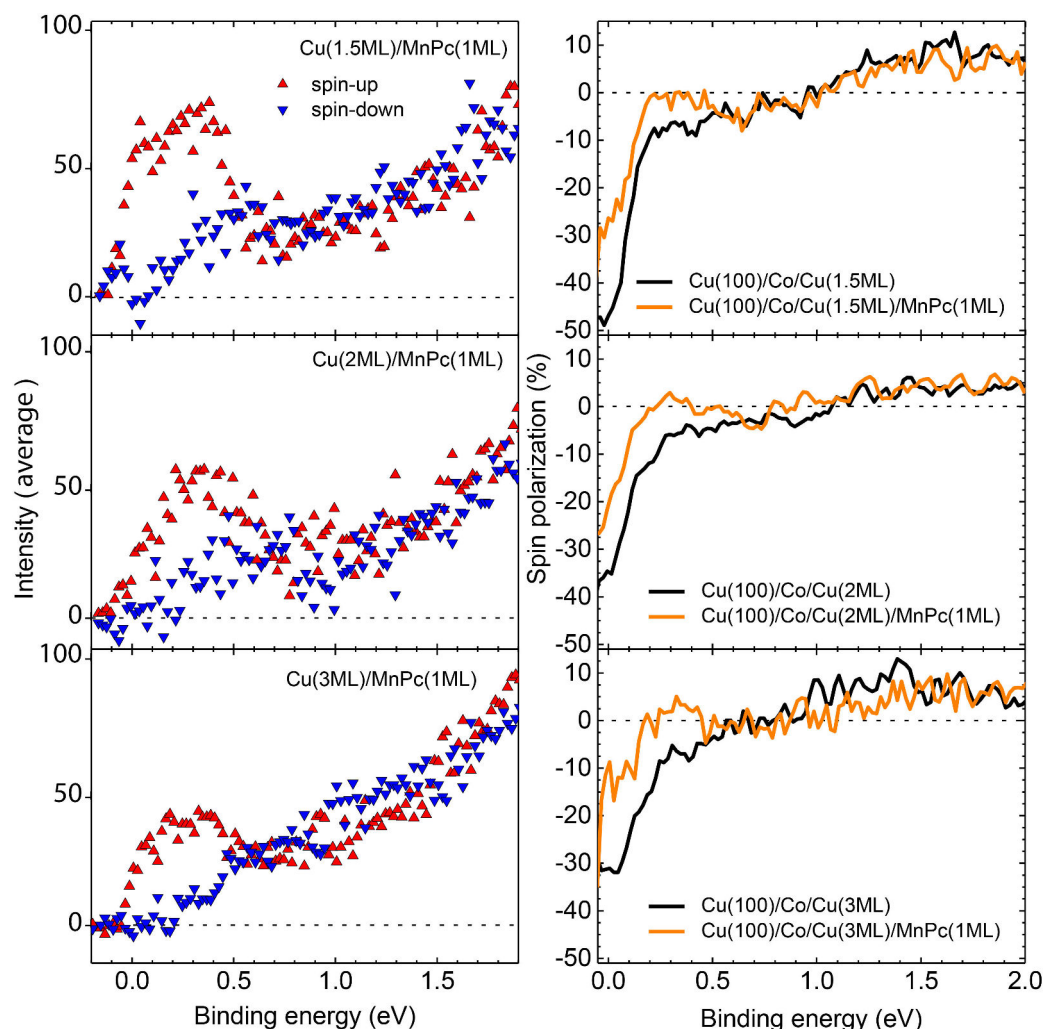 100
Cu(1.5ML)/MnPc(1ML)
spin-up
spin-down
50
0
100
Cu(2ML)/MnPc(1ML)
50
0
100
Cu(3ML)/MnPc(1ML)
50
0
Intensity ( average)
0.0 0.5 1.0 1.5
Binding energy (eV)
10
0
-10
-20
-30
-40
-50
Cu(100)/Co/Cu(1.5ML)
Cu(100)/Co/Cu(1.5ML)/MnPc(1ML)
10
0
-10
-20
-30
-40
-50
Cu(100)/Co/Cu(2ML)
Cu(100)/Co/Cu(2ML)/MnPc(1ML)
10
0
-10
-20
-30
-40
-50
Cu(100)/Co/Cu(3ML)
Cu(100)/Co/Cu(3ML)/MnPc(1ML)
Spin polarization (%)
0.0 0.5 1.0 1.5 2.0
Binding energy (eV)